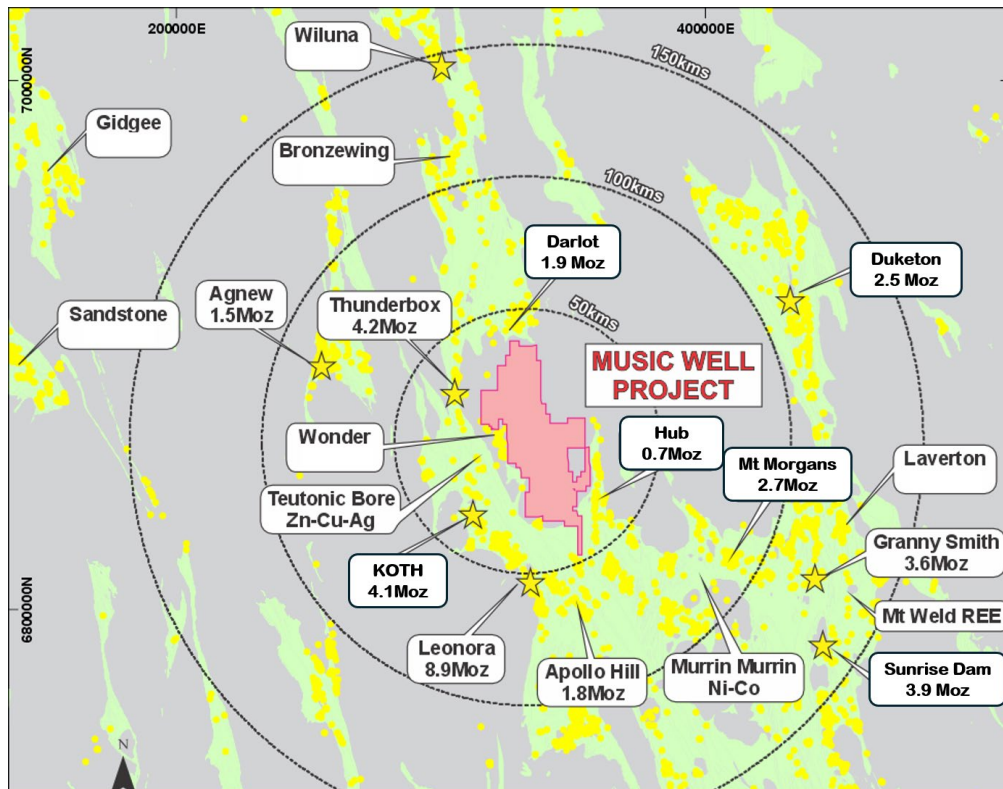 200000E
400000E
7000000N
6800000N
Wiluna
150kms
Gidgee
Bronzewing
100kms
Darlot
1.9 Moz
Duketon
2.5 Moz
Sandstone
Agnew
1.5Moz
Thunderbox
4.2Moz
50kms
MUSIC WELL
PROJECT
Wonder
Hub
0.7Moz
Mt Morgans
2.7Moz
Laverton
Teutonic Bore
Zn-Cu-Ag
Granny Smith
3.6Moz
KOTH
4.1Moz
Mt Weld REE
Leonora
8.9Moz
Apollo Hill
1.8Moz
Murrin Murrin
Ni-Co
Sunrise Dam
3.9 Moz
N